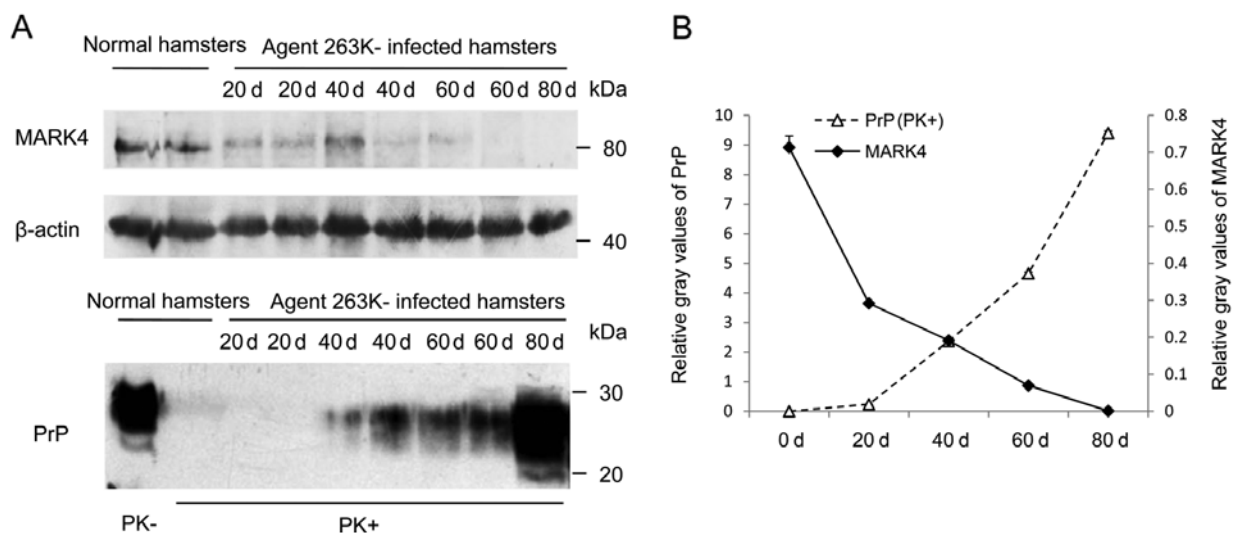 A
Normal hamsters Agent 263K- infected hamsters
20 d 20 d 40 d 40 d 60 d 60 d 80 d kDa
MARK4
80
β-actin
40
Normal hamsters Agent 263K- infected hamsters
kDa
20 d 20 d 40 d 40 d 60 d 60 d 80 d
30
PrP
20
PK- PK+
B
PrP (PK+)
MARK4
Relative gray values of PrP
10
9
8
7
6
5
4
3
2
1
0
0.8
0.7
0.6
0.5
0.4
0.3
0.2
0.1
0
Relative gray values of MARK4
0 d 20 d 40 d 60 d 80 d